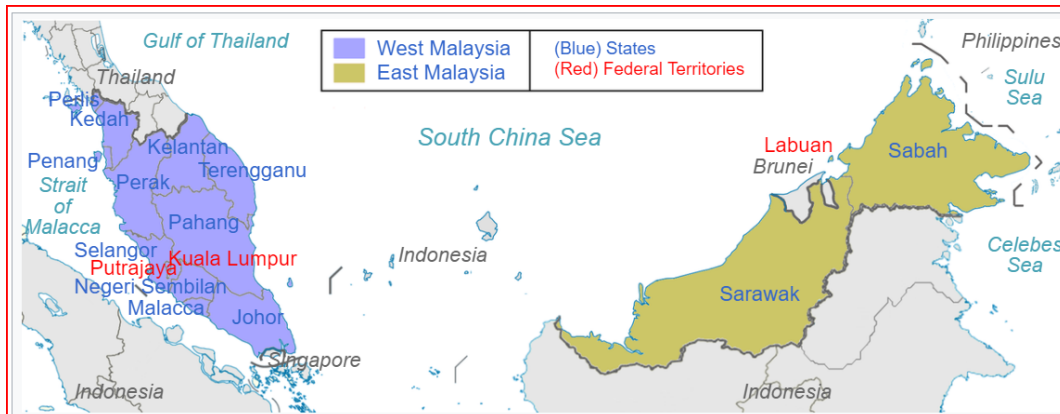 Gulf of Thailand
West Malaysia
East Malaysia
(Blue) States
(Red) Federal Territories
Philippines
Sulu
Sea
Thailand
Perlis
Kedah
South China Sea
Labuan
Brunei
Sabah
Kelantan
Penang
Terengganu
Perak
Strait
of
Malacca
Pahang
Selangor
Kuala Lumpur
Putrajaya
Indonesia
Celebes
Sea
Negeri Sembilan
Malacca
Johor
Sarawak
Singapore
Indonesia
Indonesia